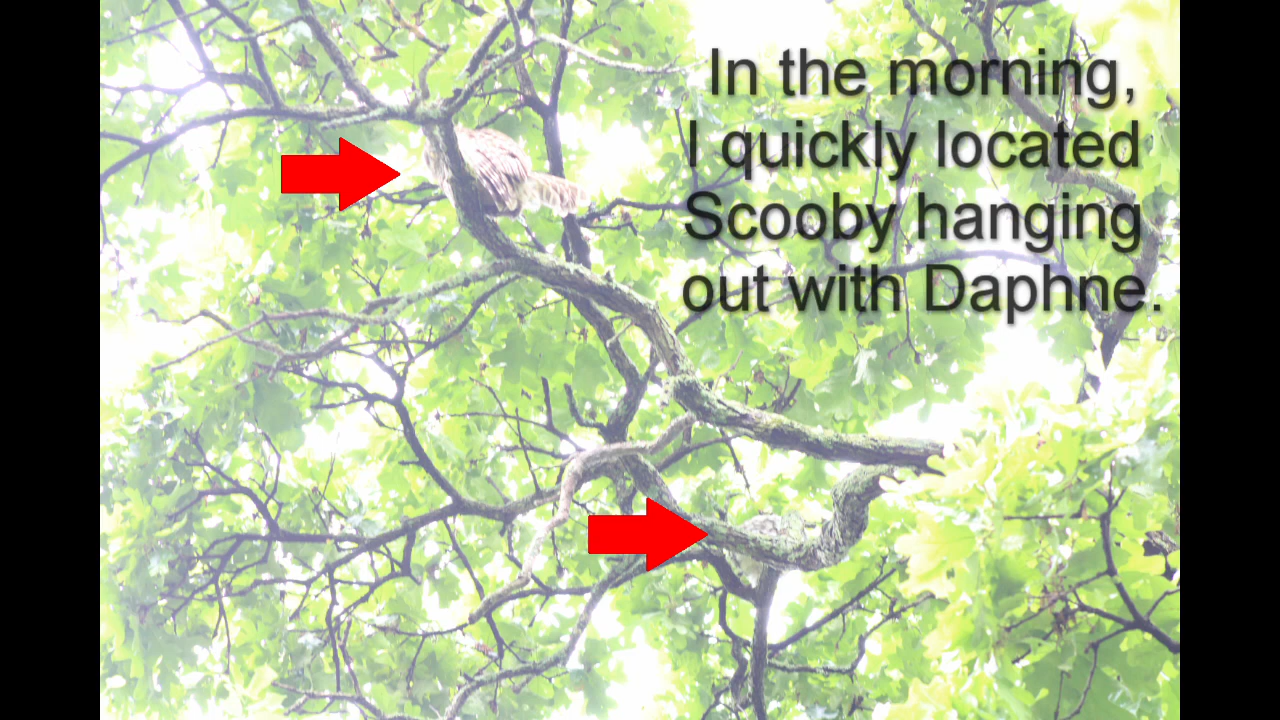 In the morning,
I quickly located
Scooby hanging
out with Daphne.